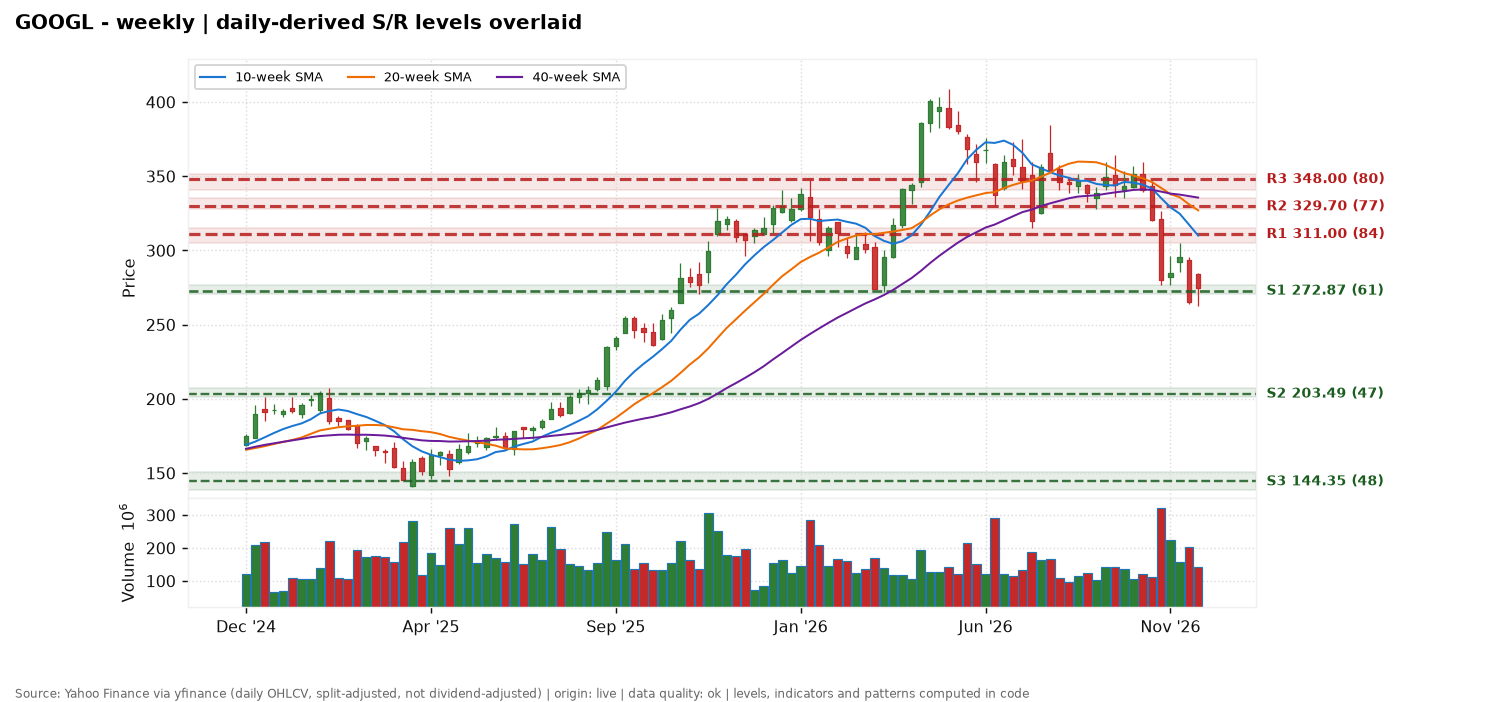 GOOGL - weekly | daily-derived S/R levels overlaid
10-week SMA 20-week SMA 40-week SMA
Price
400
350
300
250
200
150
R3 348.00 (80)
R2 329.70 (77)
R1 311.00 (84)
S1 272.87 (61)
S2 203.49 (47)
S3 144.35 (48)
Volume 10⁶
300
200
100
Dec '24 Apr '25 Sep '25 Jan '26 Jun '26 Nov '26
Source: Yahoo Finance via yfinance (daily OHLCV, split-adjusted, not dividend-adjusted) | origin: live | data quality: ok | levels, indicators and patterns computed in code